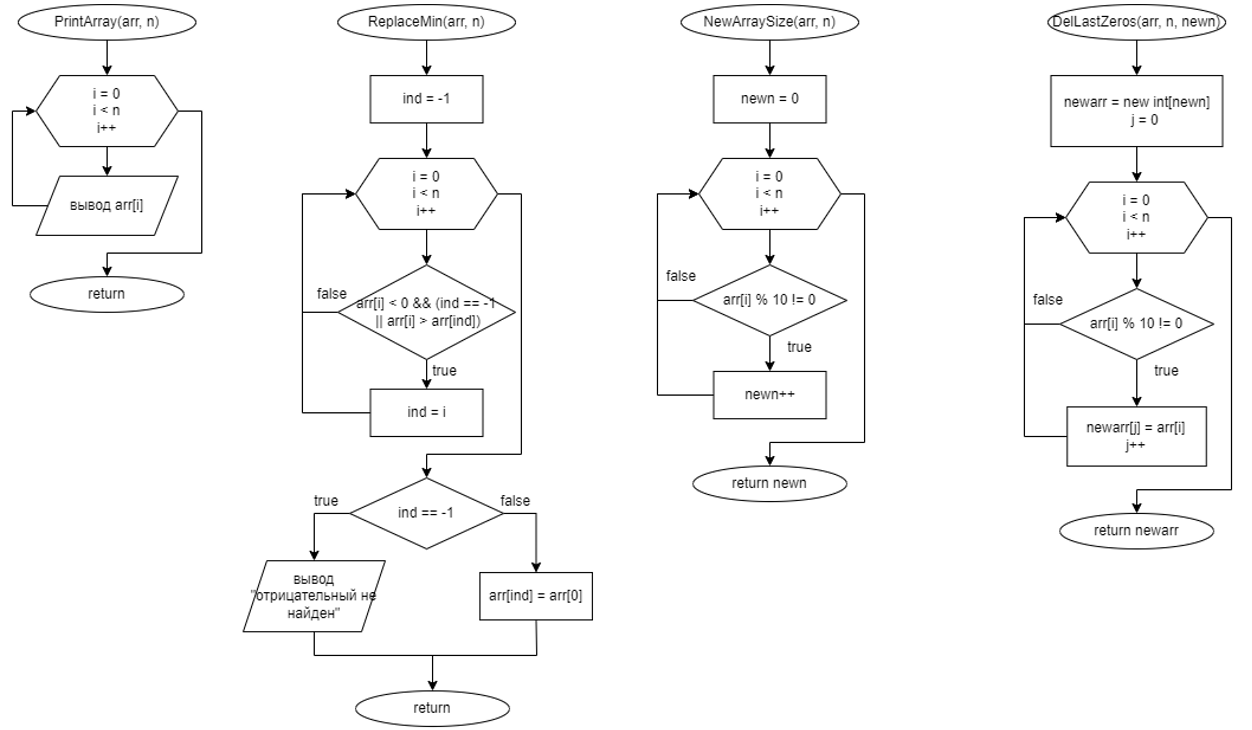 PrintArray(arr, n)
i = 0
i < n
i++
вывод arr[i]
return
ReplaceMin(arr, n)
ind = -1
i = 0
i < n
i++
false
arr[i] < 0 && (ind == -1
|| arr[i] > arr[ind])
true
ind = i
true
ind == -1
false
вывод
"отрицательный не
найден"
arr[ind] = arr[0]
return
NewArraySize(arr, n)
newn = 0
i = 0
i < n
i++
false
arr[i] % 10 != 0
true
newn++
return newn
DelLastZeros(arr, n, newn)
newarr = new int[newn]
j = 0
i = 0
i < n
i++
false
arr[i] % 10 != 0
true
newarr[j] = arr[i]
j++
return newarr